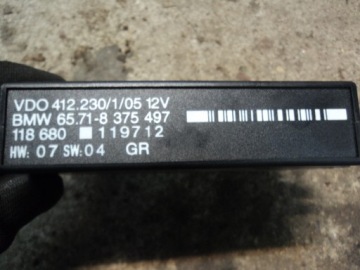 VDO 412.230/1/05 12V
BMW 65.71-8 375 497
118 680 119712
HW: 07 SW: 04 GR